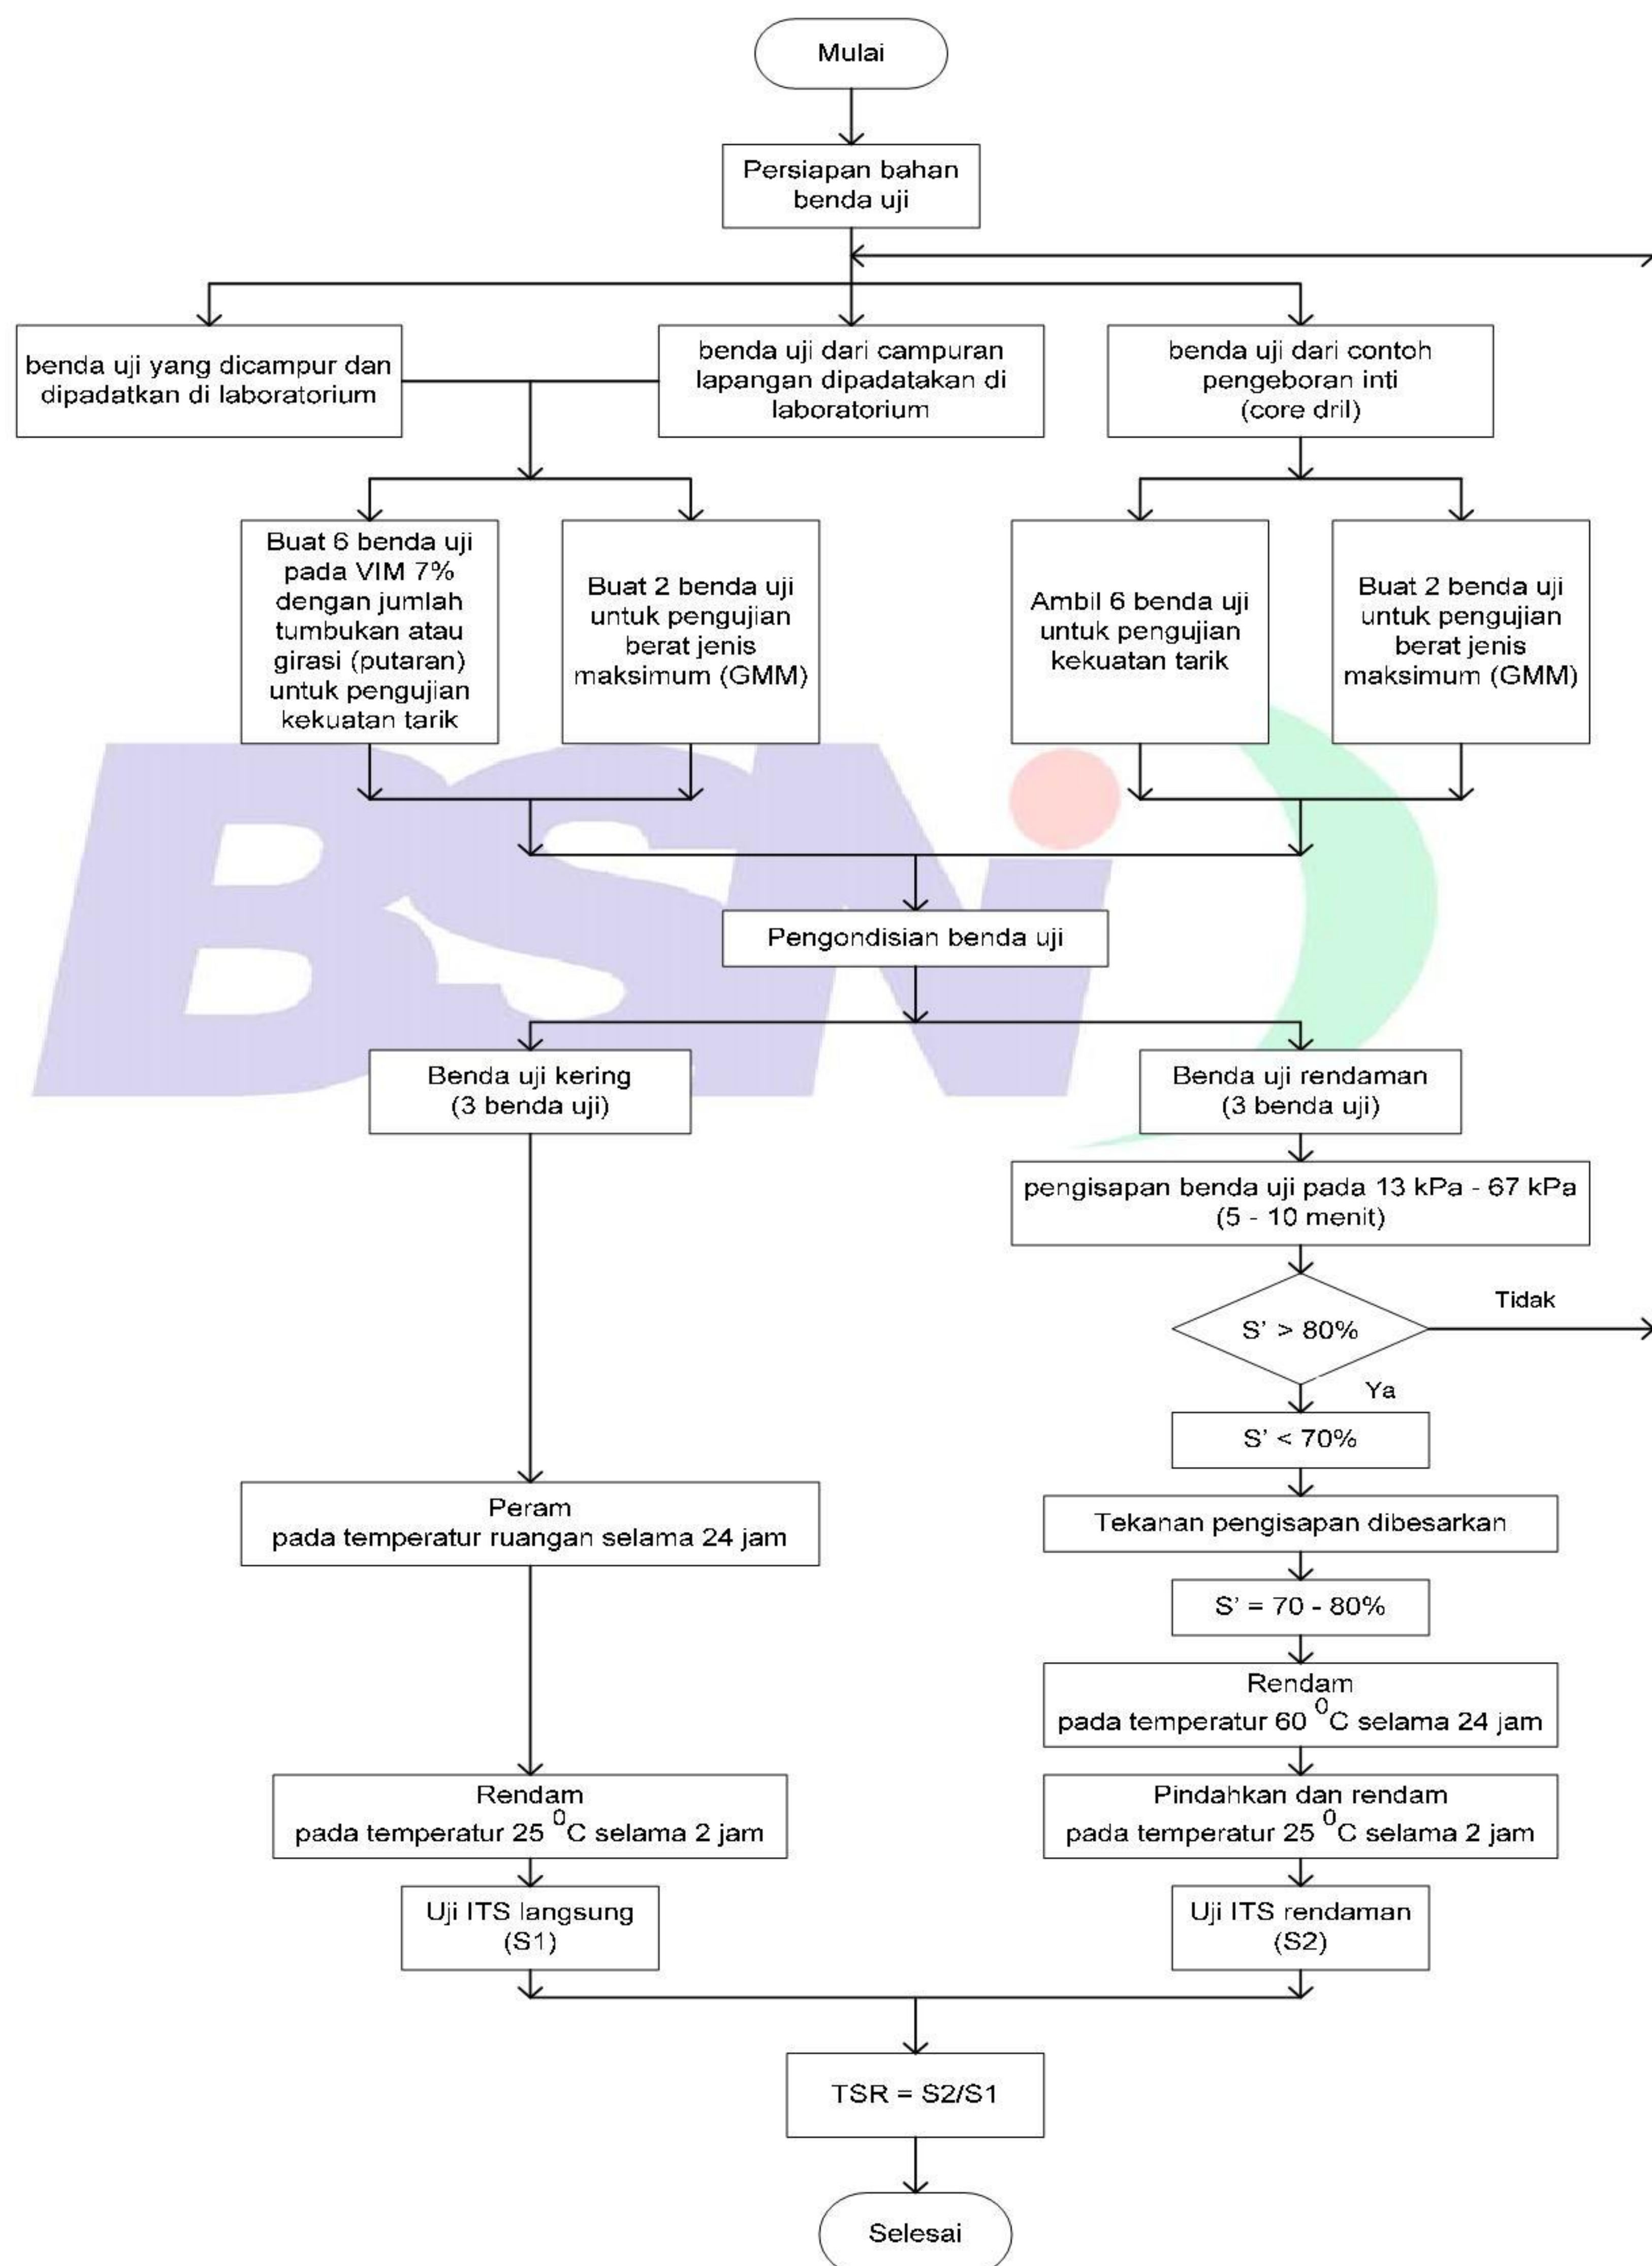 Mulai
Persiapan bahan
benda uji
benda uji yang dicampur dan
dipadatkan di laboratorium
benda uji dari campuran
lapangan dipadatakan di
laboratorium
benda uji dari contoh
pengeboran inti
(core dril)
Buat 6 benda uji
pada VIM 7%
dengan jumlah
tumbukan atau
girasi (putaran)
untuk pengujian
kekuatan tarik
Buat 2 benda uji
untuk pengujian
berat jenis
maksimum (GMM)
Ambil 6 benda uji
untuk pengujian
kekuatan tarik
Buat 2 benda uji
untuk pengujian
berat jenis
maksimum (GMM)
BSN
Pengondisian benda uji
Benda uji kering
(3 benda uji)
Benda uji rendaman
(3 benda uji)
pengisapan benda uji pada 13 kPa - 67 kPa
(5 - 10 menit)
S' > 80%
Tidak
Ya
S' < 70%
Peram
pada temperatur ruangan selama 24 jam
Tekanan pengisapan dibesarkan
S' = 70 - 80%
Rendam
pada temperatur 60 ⁰C selama 24 jam
Rendam
pada temperatur 25 ⁰C selama 2 jam
Pindahkan dan rendam
pada temperatur 25 ⁰C selama 2 jam
Uji ITS langsung
(S1)
Uji ITS rendaman
(S2)
TSR = S2/S1
Selesai